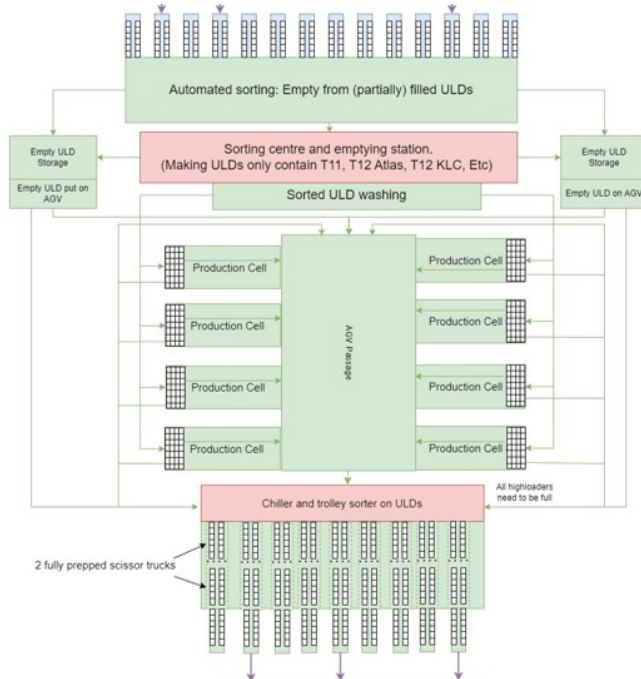 Automated sorting: Empty from (partially) filled ULDs
Empty ULD
Storage
Empty ULD put on
AGV
Sorting centre and emptying station.
(Making ULDs only contain T11, T12 Atlas, T12 KLC, Etc)
Empty ULD
Storage
Empty ULD on AGV
Sorted ULD washing
Production Cell
Production Cell
Production Cell
Production Cell
AGV Passage
Production Cell
Production Cell
Production Cell
Production Cell
All highloaders
need to be full
Chiller and trolley sorter on ULDs
2 fully prepped scissor trucks